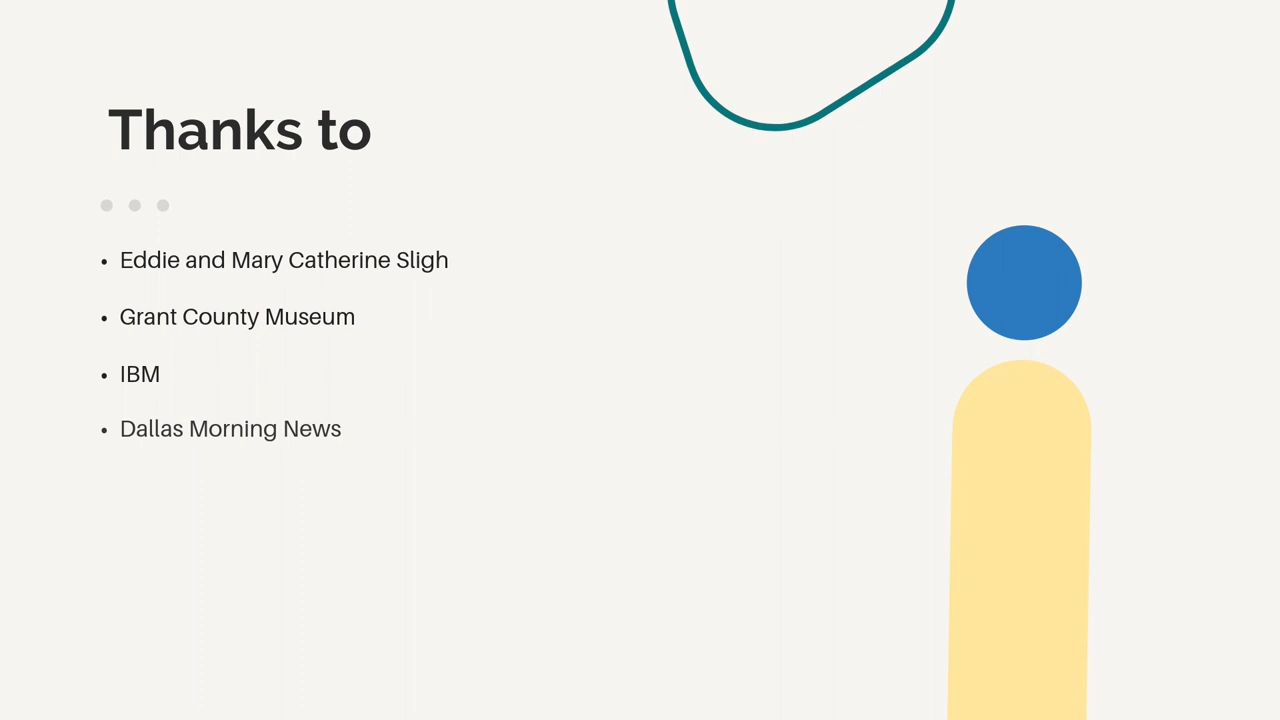 Thanks to
• Eddie and Mary Catherine Sligh
• Grant County Museum
• IBM
• Dallas Morning News